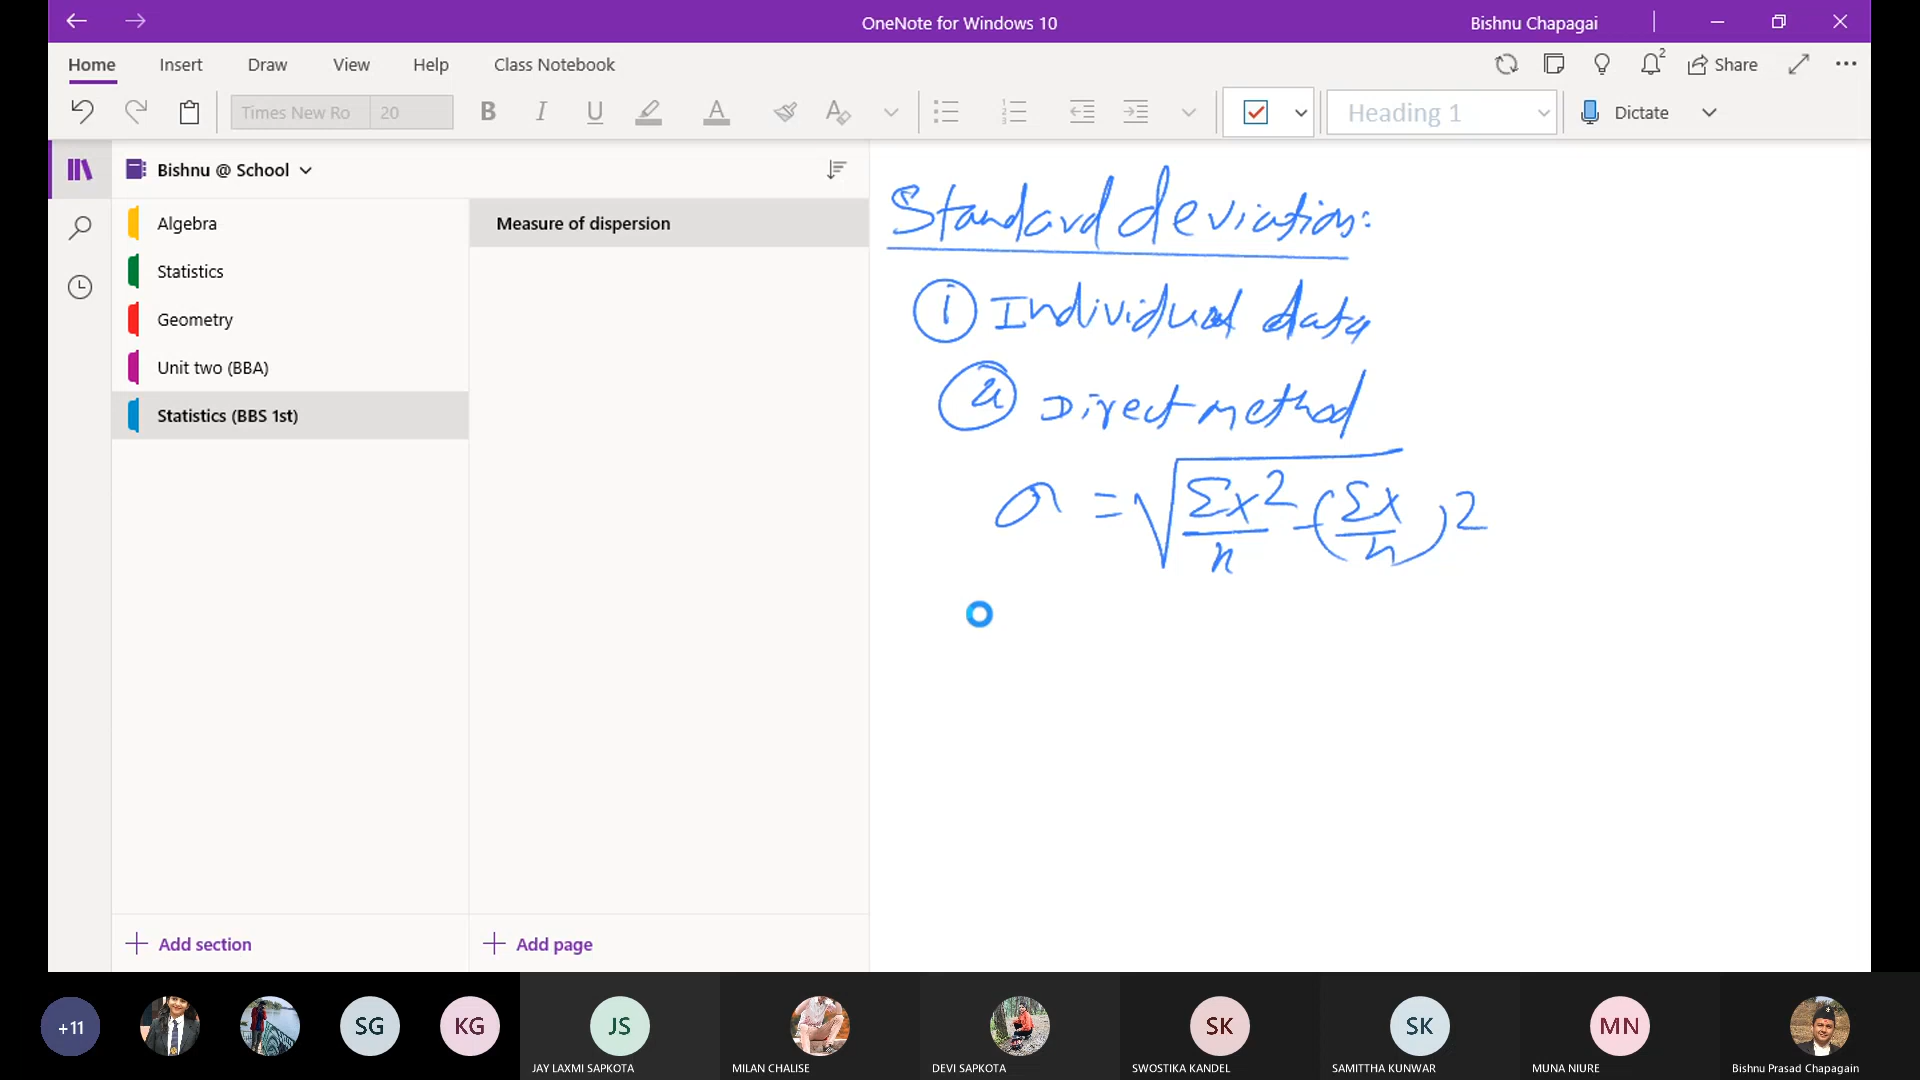 OneNote for Windows 10
Bishnu Chapagai
Home Insert Draw View Help Class Notebook
2 Share
Times New Ro 20 B I U A A Heading 1 Dictate
Bishnu @ School
Algebra
Statistics
Geometry
Unit two (BBA)
Statistics (BBS 1st)
Measure of dispersion
Standard deviation:
(i) Individual data
(a) Direct method
σ = √Σx²/n - (Σx/n)²
Add section
Add page
+11 SG KG JS SK SK MN
JAY LAXMI SAPKOTA MILAN CHALISE DEVI SAPKOTA SWOSTIKA KANDEL SAMITTHA KUNWAR MUNA NIURE Bishnu Prasad Chapagain